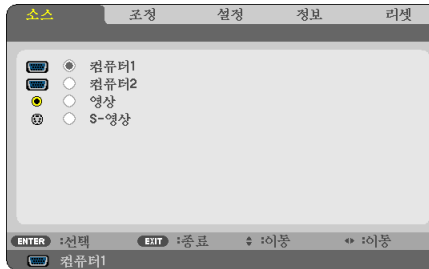 소스 조정 설정 정보 리셋
컴퓨터1
컴퓨터2
영상
S-영상
ENTER :선택 EXIT :종료 :이동 :이동
컴퓨터1